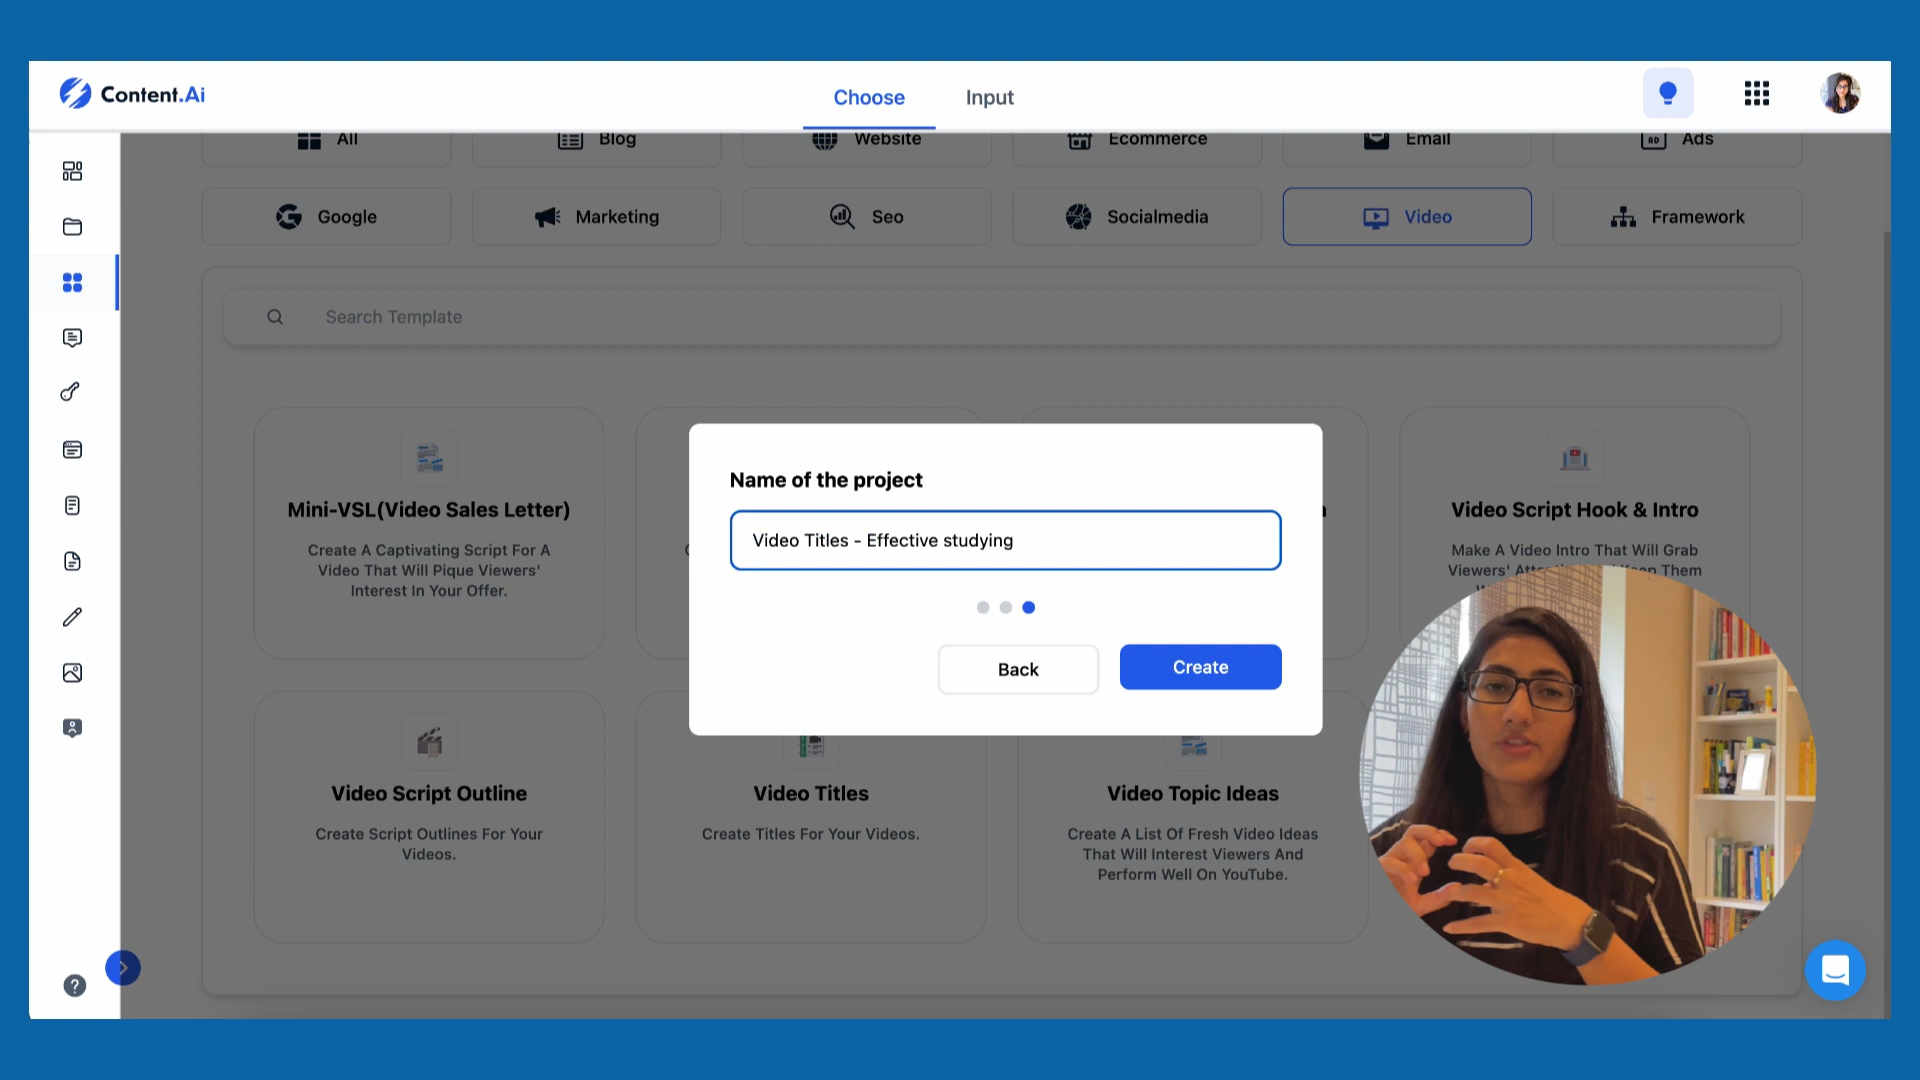 Content.Ai
Choose
Input
All
Blog
Website
Ecommerce
Email
AD
Ads
Google
Marketing
Seo
Socialmedia
Video
Framework
Search Template
Name of the project
Video Titles - Effective studying
Back
Create
Mini-VSL(Video Sales Letter)
Create A Captivating Script For A
Video That Will Pique Viewers'
Interest In Your Offer.
Video Script Hook & Intro
Make A Video Intro That Will Grab
Viewers' Keep Them
Video Script Outline
Create Script Outlines For Your
Videos.
Video Titles
Create Titles For Your Videos.
Video Topic Ideas
Create A List Of Fresh Video Ideas
That Will Interest Viewers And
Perform Well On YouTube.
?